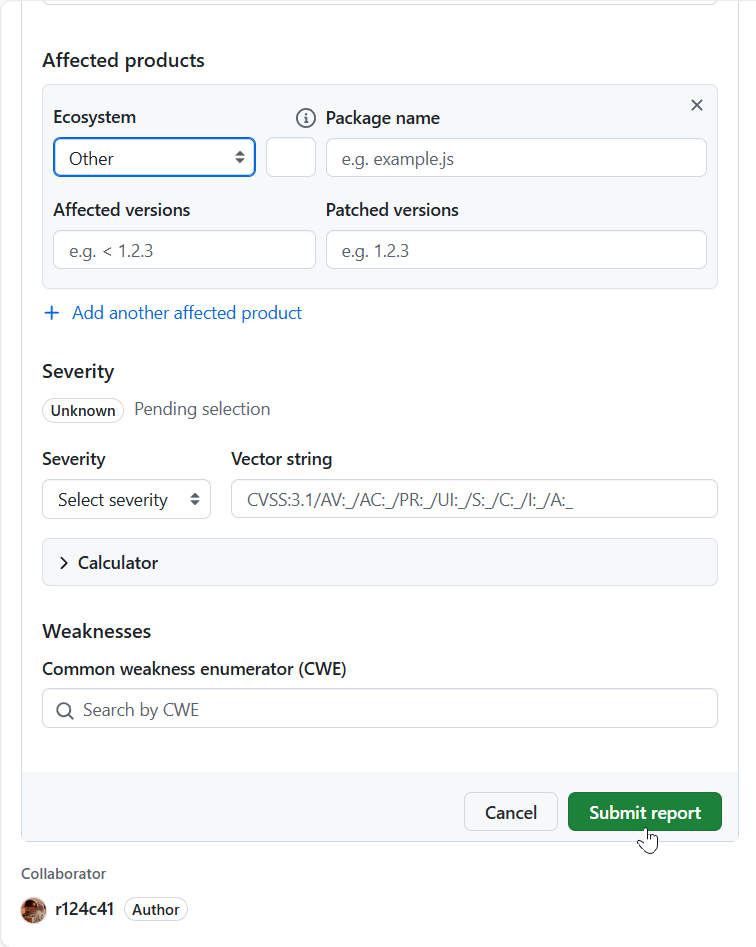 Affected products
Ecosystem
Package name
Other
e.g. example.js
Affected versions
Patched versions
e.g. < 1.2.3
e.g. 1.2.3
Add another affected product
Severity
Unknown Pending selection
Severity
Vector string
Select severity
CVSS:3.1/AV:_/AC:_/PR:_/UI:_/S:_/C:_/I:_/A:_
Calculator
Weaknesses
Common weakness enumerator (CWE)
Search by CWE
Cancel
Submit report
Collaborator
r124c41 Author